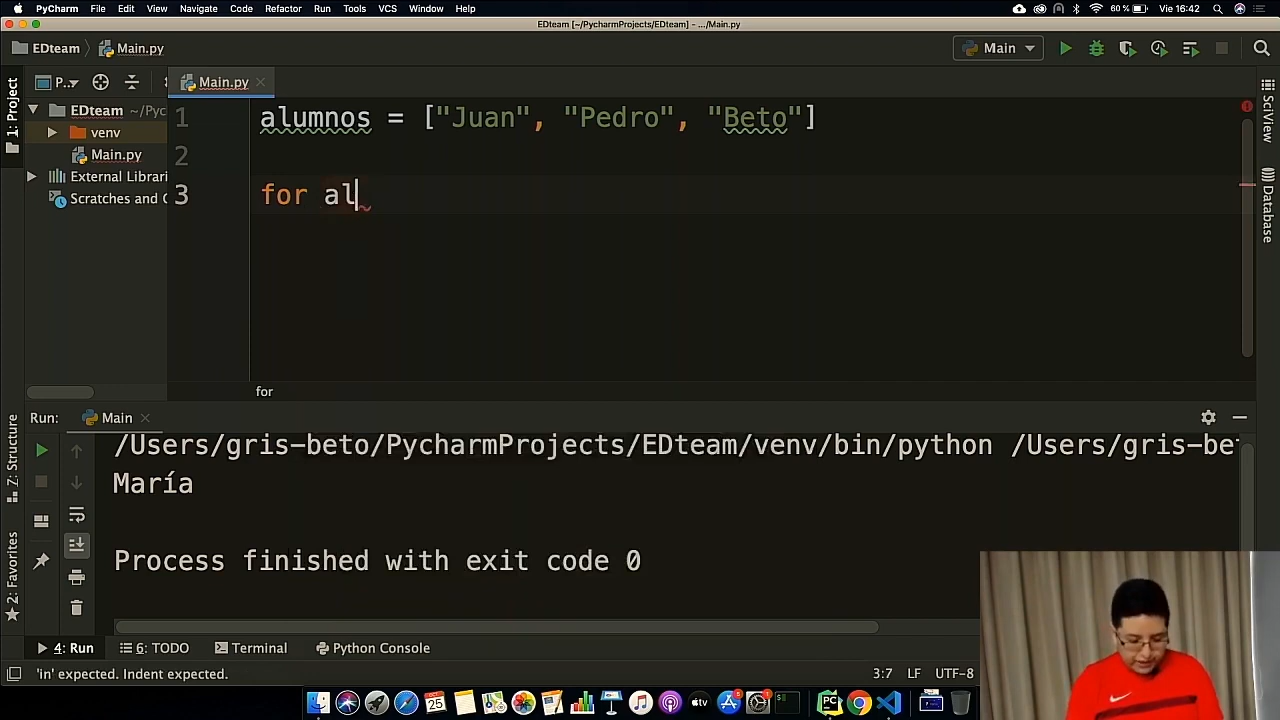 PyCharm File Edit View Navigate Code Refactor Run Tools VCS Window Help 60 % Vie 16:42
EDteam [~/PycharmProjects/EDteam] - .../Main.py
EDteam Main.py Main
P.. Main.py
1: Project
EDteam ~/Pyc
venv
Main.py
External Librari
Scratches and C
1 alumnos = ["Juan", "Pedro", "Beto"]
2
3 for al
for
SciView
Database
Z: Structure
2: Favorites
Run: Main
/Users/gris-beto/PycharmProjects/EDteam/venv/bin/python /Users/gris-be
María
Process finished with exit code 0
4: Run 6: TODO Terminal Python Console
'in' expected. Indent expected. 3:7 LF UTF-8